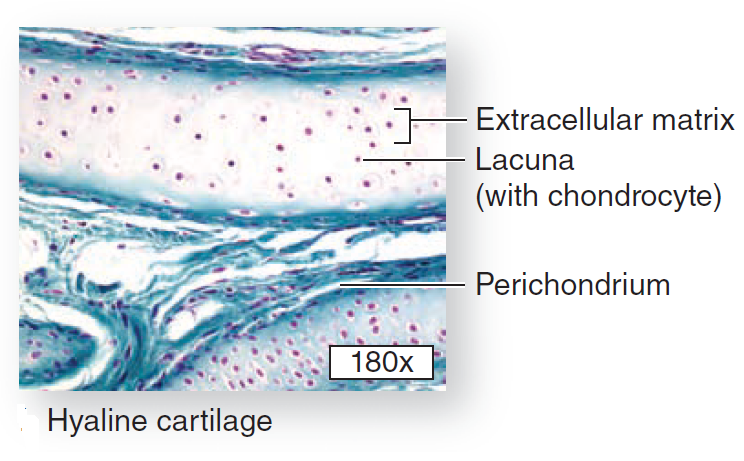 Extracellular matrix
Lacuna
(with chondrocyte)
Perichondrium
180x
Hyaline cartilage